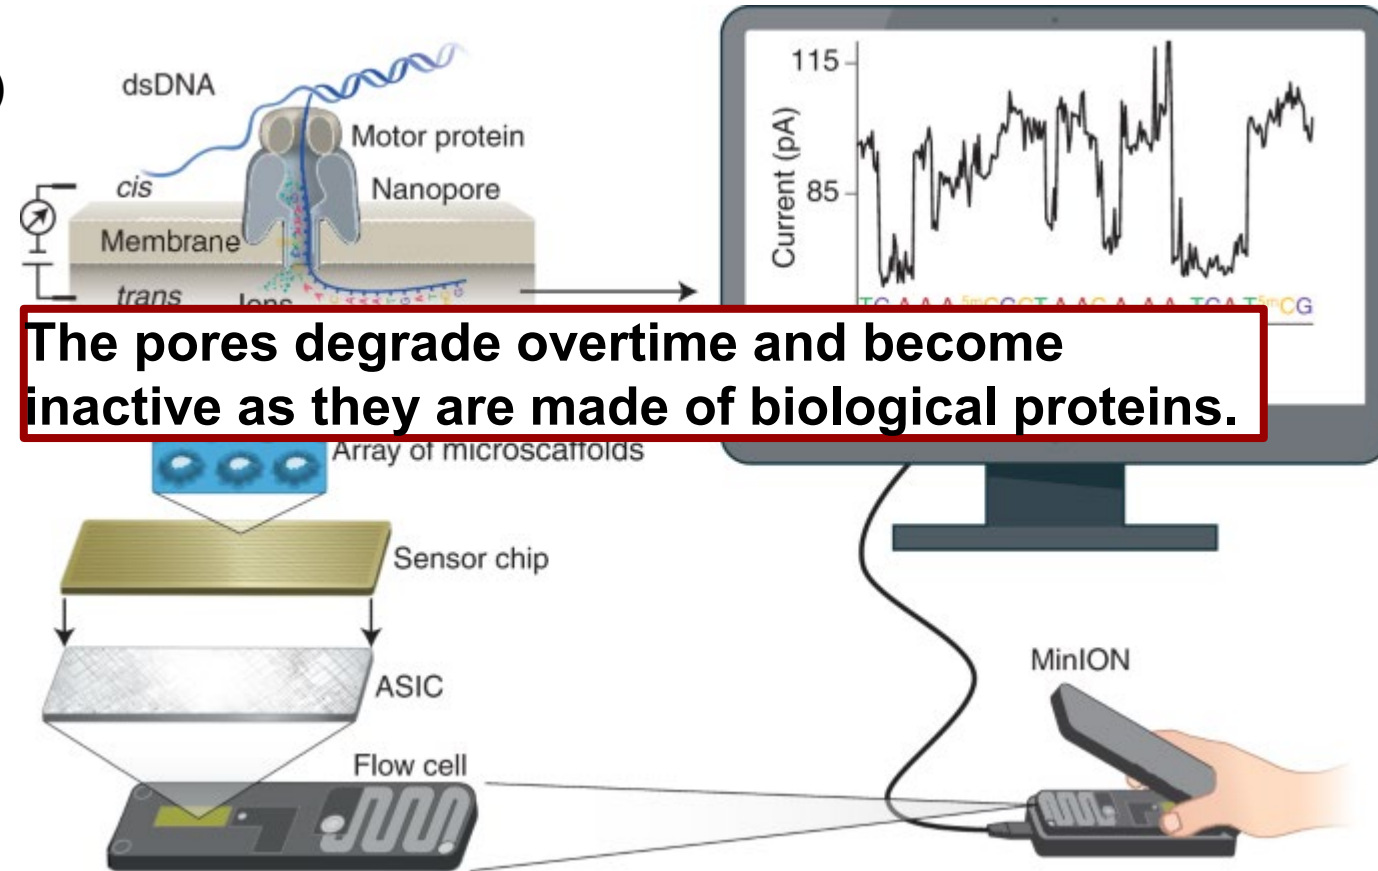 )
dsDNA
Motor protein
cis
Nanopore
Membrane
trans
Ions
115
85
Current (pA)
The pores degrade overtime and become
inactive as they are made of biological proteins.
Array of microscaffolds
Sensor chip
ASIC
Flow cell
MinION